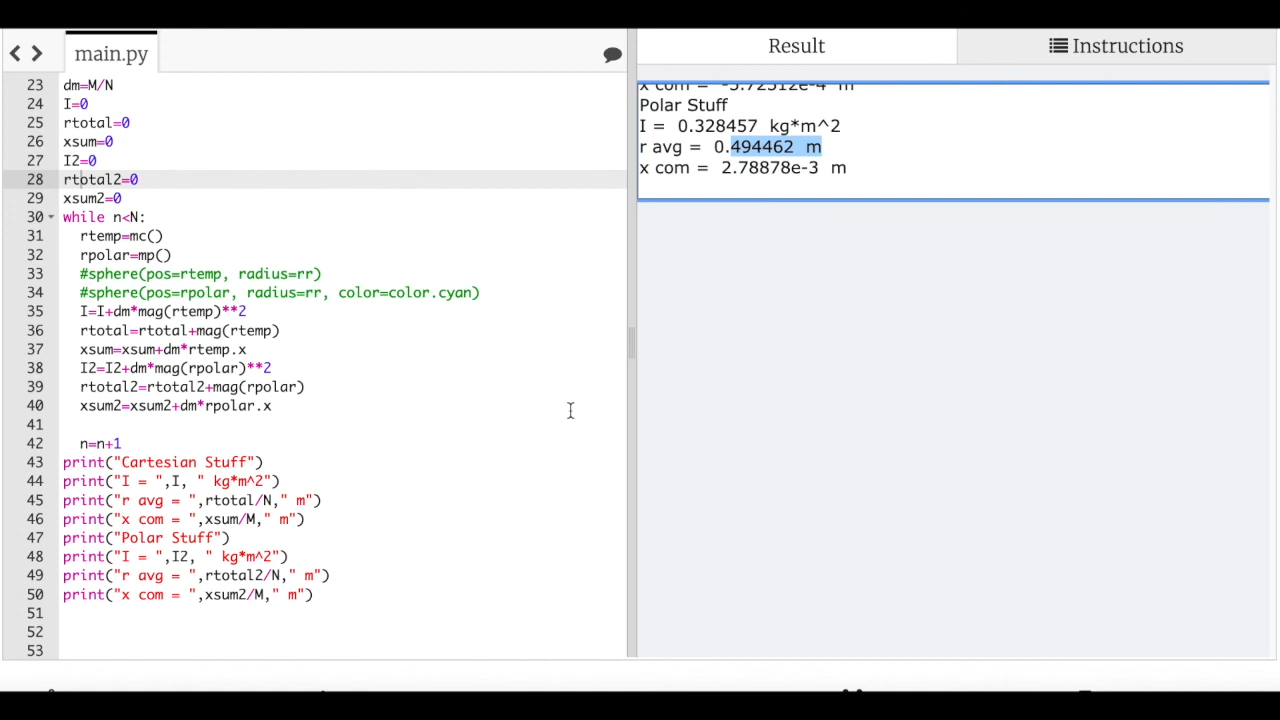 main.py
Result
Instructions
23 dm=M/N
24 I=0
25 rtotal=0
26 xsum=0
27 I2=0
28 rtotal2=0
29 xsum2=0
30 while n<N:
31 rtemp=mc()
32 rpolar=mp()
33 #sphere(pos=rtemp, radius=rr)
34 #sphere(pos=rpolar, radius=rr, color=color.cyan)
35 I=I+dm*mag(rtemp)**2
36 rtotal=rtotal+mag(rtemp)
37 xsum=xsum+dm*rtemp.x
38 I2=I2+dm*mag(rpolar)**2
39 rtotal2=rtotal2+mag(rpolar)
40 xsum2=xsum2+dm*rpolar.x
41
42 n=n+1
43 print("Cartesian Stuff")
44 print("I = ",I, " kg*m^2")
45 print("r avg = ",rtotal/N," m")
46 print("x com = ",xsum/M," m")
47 print("Polar Stuff")
48 print("I = ",I2, " kg*m^2")
49 print("r avg = ",rtotal2/N," m")
50 print("x com = ",xsum2/M," m")
51
52
53
x com = -3.72512e-4 m
Polar Stuff
I = 0.328457 kg*m^2
r avg = 0.494462 m
x com = 2.78878e-3 m